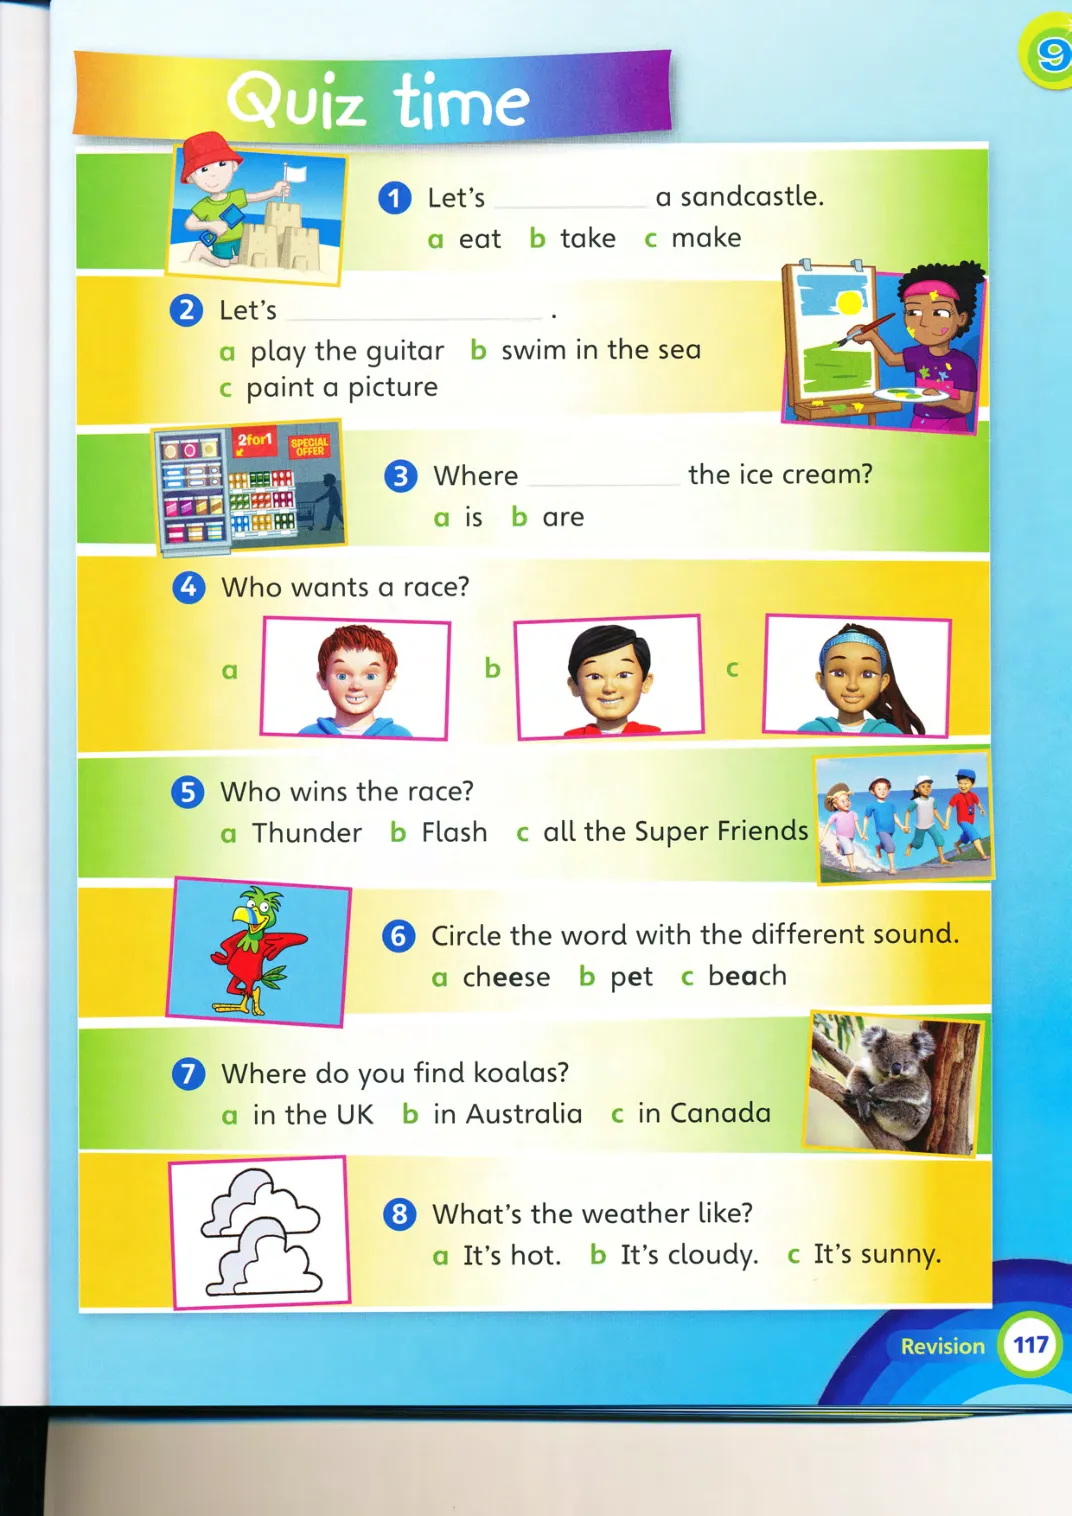 9
Quiz time
1 Let's ____ a sandcastle.
a eat b take c make
2 Let's ____ .
a play the guitar b swim in the sea
c paint a picture
2for1
SPECIAL
OFFER
3 Where ____ the ice cream?
a is b are
4 Who wants a race?
a b c
5 Who wins the race?
a Thunder b Flash c all the Super Friends
6 Circle the word with the different sound.
a cheese b pet c beach
7 Where do you find koalas?
a in the UK b in Australia c in Canada
8 What's the weather like?
a It's hot. b It's cloudy. c It's sunny.
Revision 117